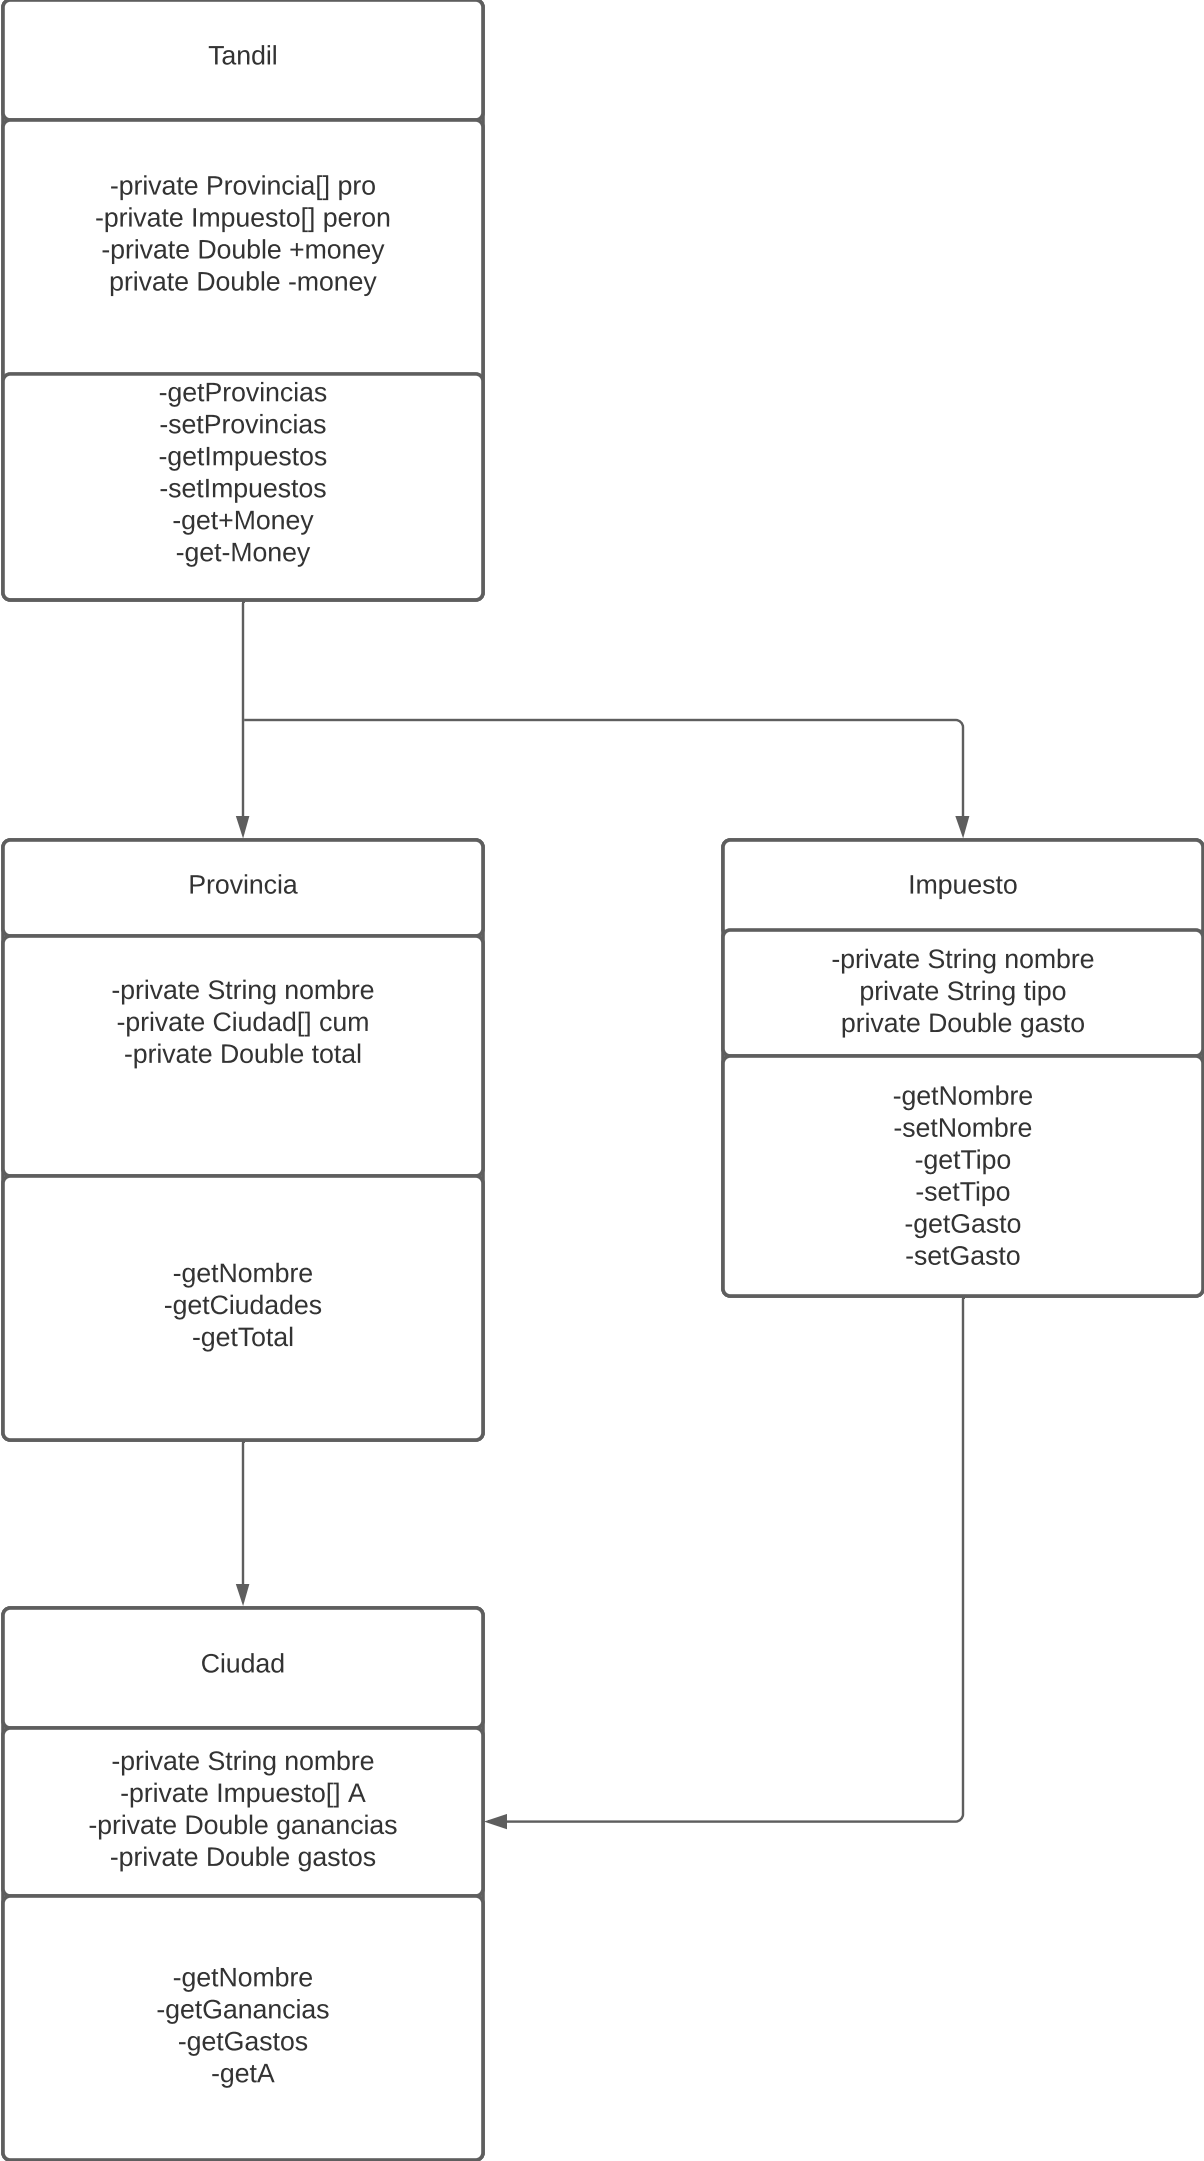 Tandil
-private Provincia[] pro
-private Impuesto[] peron
-private Double +money
private Double -money
-getProvincias
-setProvincias
-getImpuestos
-setImpuestos
-get+Money
-get-Money
Provincia
-private String nombre
-private Ciudad[] cum
-private Double total
-getNombre
-getCiudades
-getTotal
Impuesto
-private String nombre
private String tipo
private Double gasto
-getNombre
-setNombre
-getTipo
-setTipo
-getGasto
-setGasto
Ciudad
-private String nombre
-private Impuesto[] A
-private Double ganancias
-private Double gastos
-getNombre
-getGanancias
-getGastos
-getA